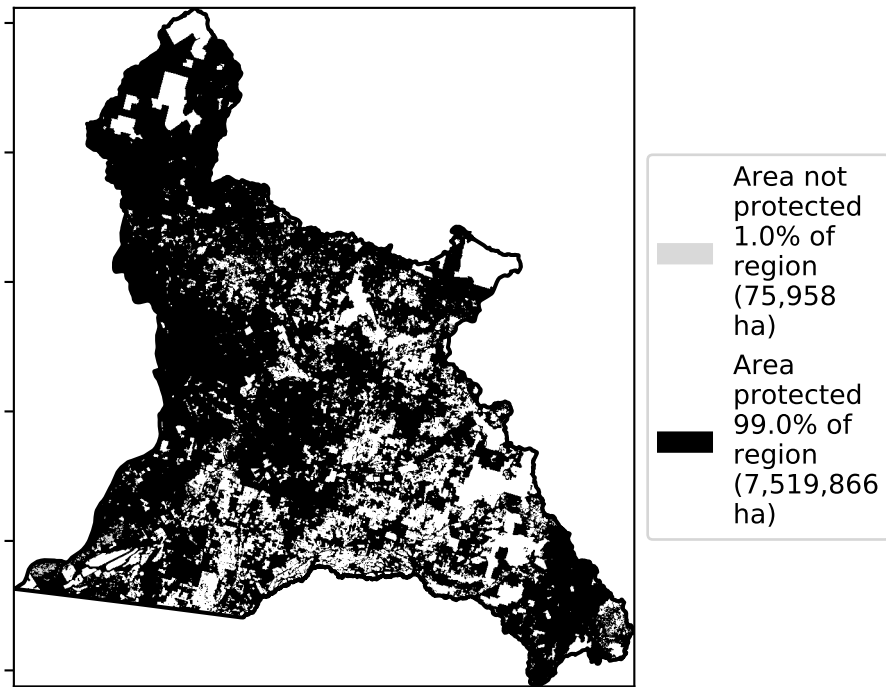 Area not
protected
1.0% of
region
(75,958
ha)
Area
protected
99.0% of
region
(7,519,866
ha)